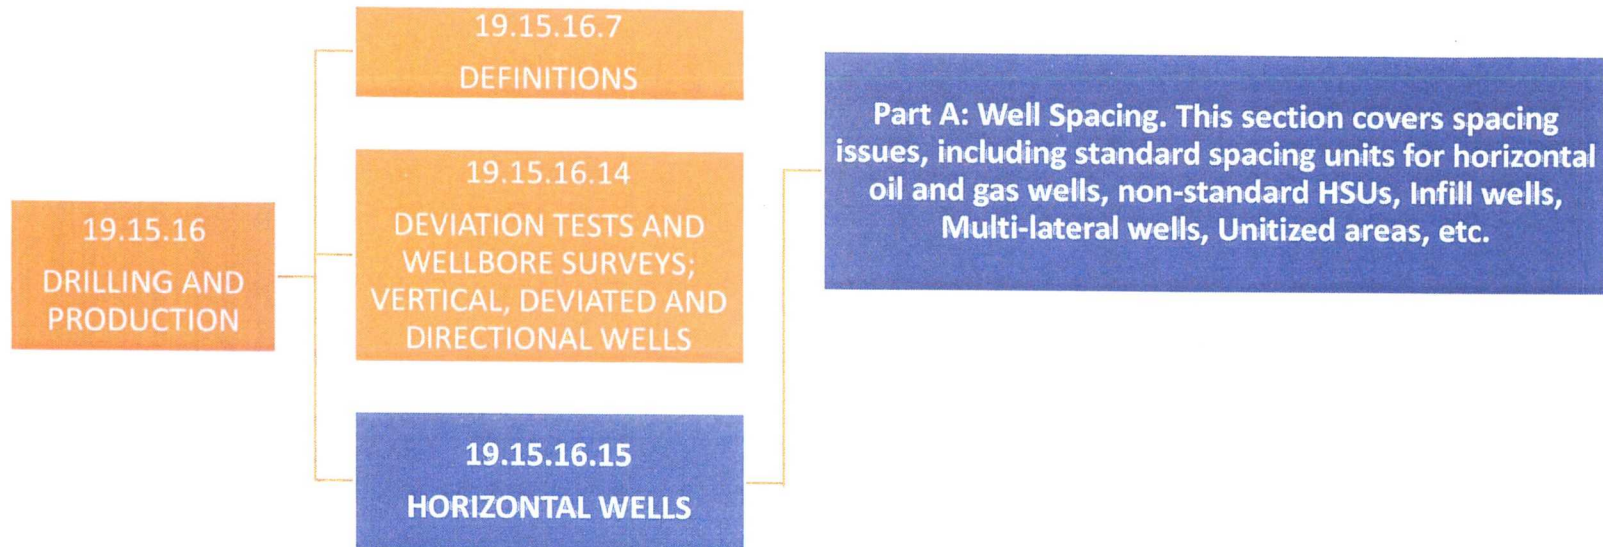 19.15.16
DRILLING AND
PRODUCTION
19.15.16.7
DEFINITIONS
19.15.16.14
DEVIATION TESTS AND
WELLBORE SURVEYS;
VERTICAL, DEVIATED AND
DIRECTIONAL WELLS
19.15.16.15
HORIZONTAL WELLS
Part A: Well Spacing. This section covers spacing
issues, including standard spacing units for horizontal
oil and gas wells, non-standard HSUs, Infill wells,
Multi-lateral wells, Unitized areas, etc.